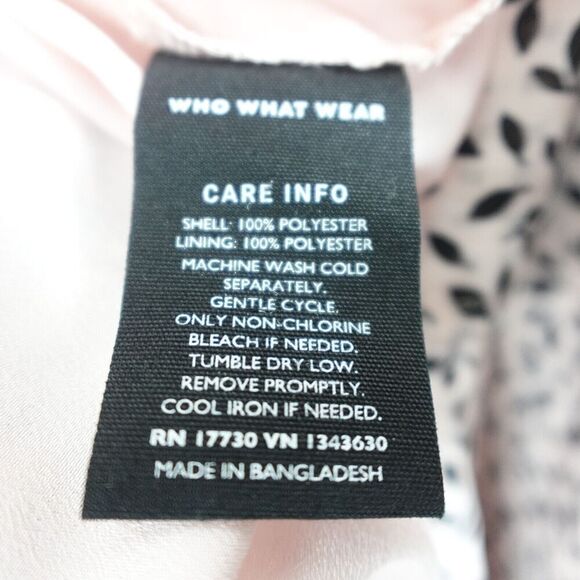 WHO WHAT WEAR
CARE INFO
SHELL: 100% POLYESTER
LINING: 100% POLYESTER
MACHINE WASH COLD
SEPARATELY.
GENTLE CYCLE.
ONLY NON-CHLORINE
BLEACH IF NEEDED.
TUMBLE DRY LOW.
REMOVE PROMPTLY.
COOL IRON IF NEEDED.
RN 17730 VN 1343630
MADE IN BANGLADESH